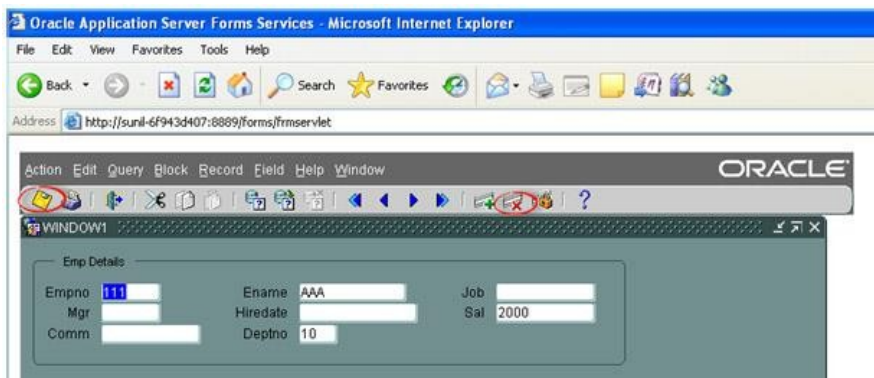 Oracle Application Server Forms Services - Microsoft Internet Explorer
File Edit View Favorites Tools Help
Back Search Favorites
Address http://sunil-6f943d407:8889/forms/frmservlet
Action Edit Query Block Record Field Help Window ORACLE
WINDOW1
Emp Details
Empno 111 Ename AAA Job
Mgr Hiredate Sal 2000
Comm Deptno 10